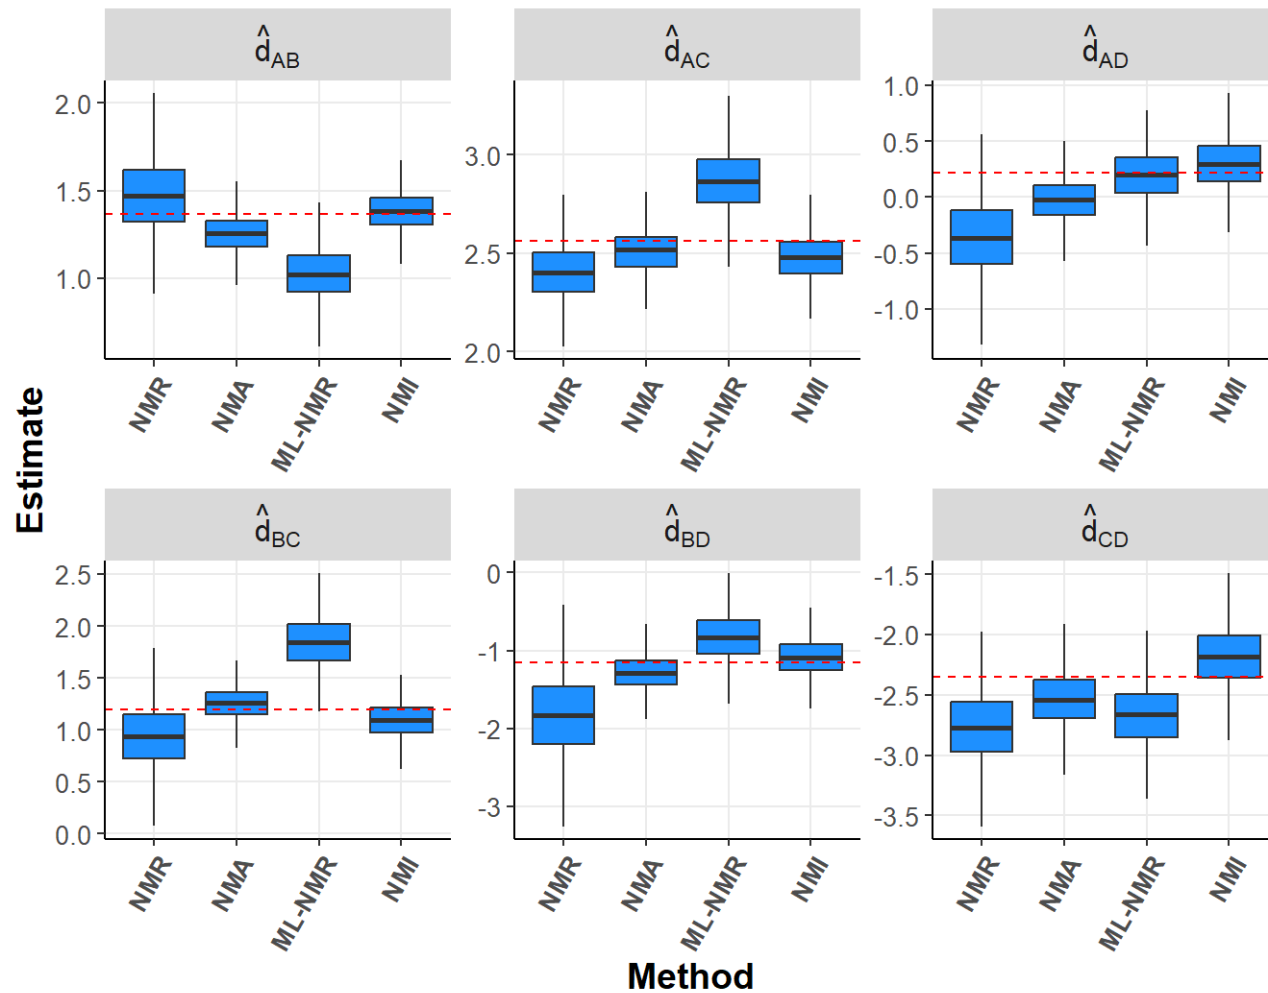 d̂AB
2.0
1.5
1.0
NMR NMA ML-NMR NMI
d̂AC
3.0
2.5
2.0
NMR NMA ML-NMR NMI
d̂AD
1.0
0.5
0.0
-0.5
-1.0
NMR NMA ML-NMR NMI
Estimate
d̂BC
2.5
2.0
1.5
1.0
0.5
0.0
NMR NMA ML-NMR NMI
d̂BD
0
-1
-2
-3
NMR NMA ML-NMR NMI
d̂CD
-1.5
-2.0
-2.5
-3.0
-3.5
NMR NMA ML-NMR NMI
Method